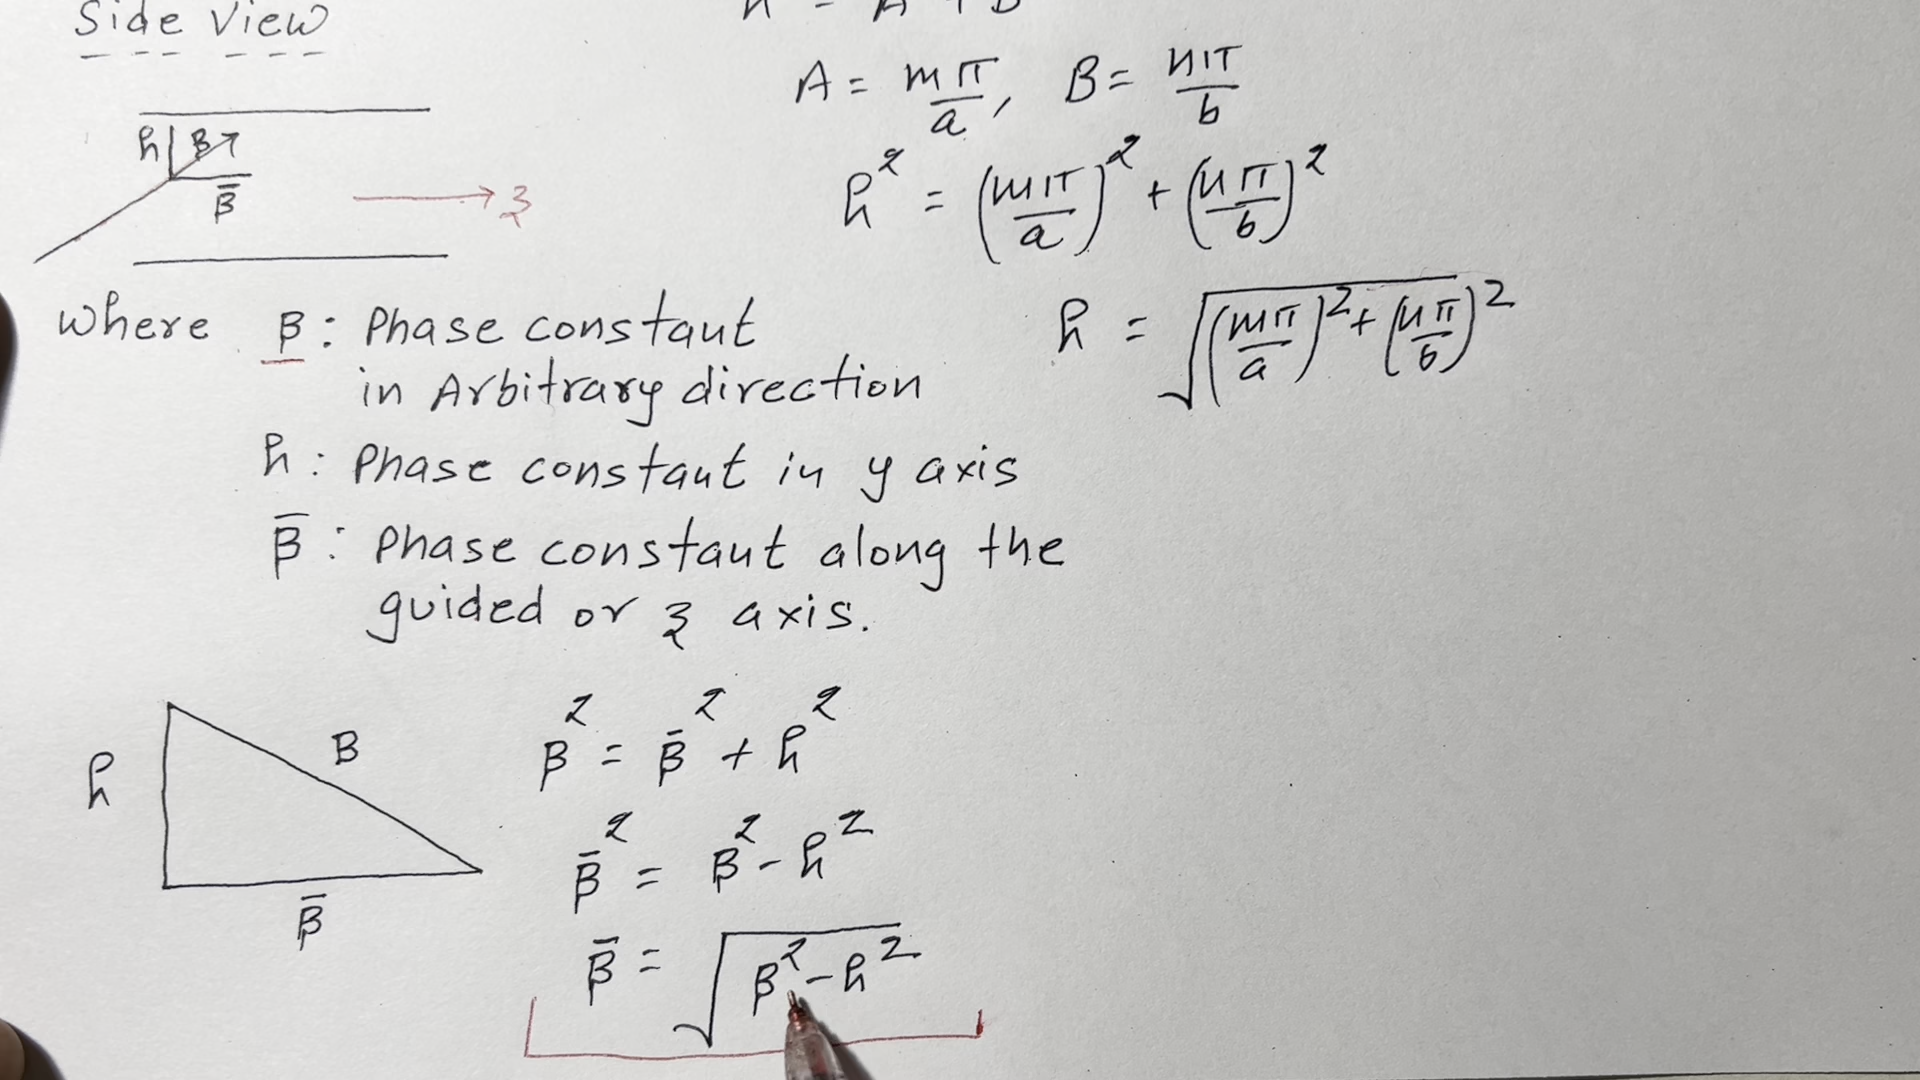 Side View
A = mπ/a, B = nπ/b
h² = (mπ/a)² + (nπ/b)²
h = √(mπ/a)² + (nπ/b)²
h β
β̄
z
where β : Phase constant
in Arbitrary direction
h : Phase constant in y axis
β̄ : Phase constant along the
guided or z axis.
h β
β̄
β² = β̄² + h²
β̄² = β² - h²
β̄ = √β² - h²